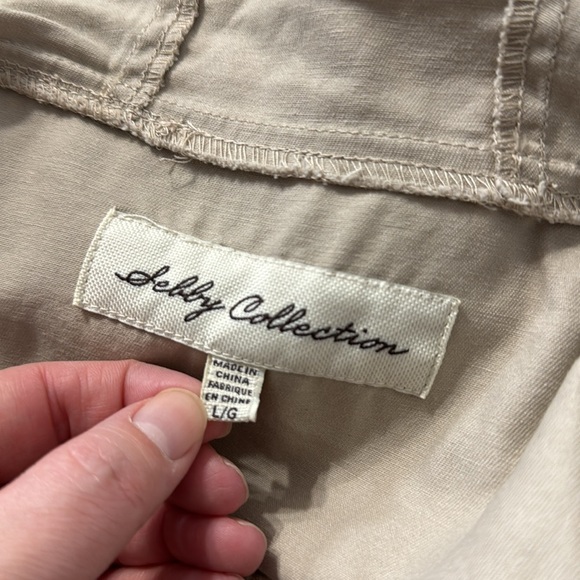 Sebby Collection
MADE IN
CHINA
FABRIQUE
EN CHINE
L/G